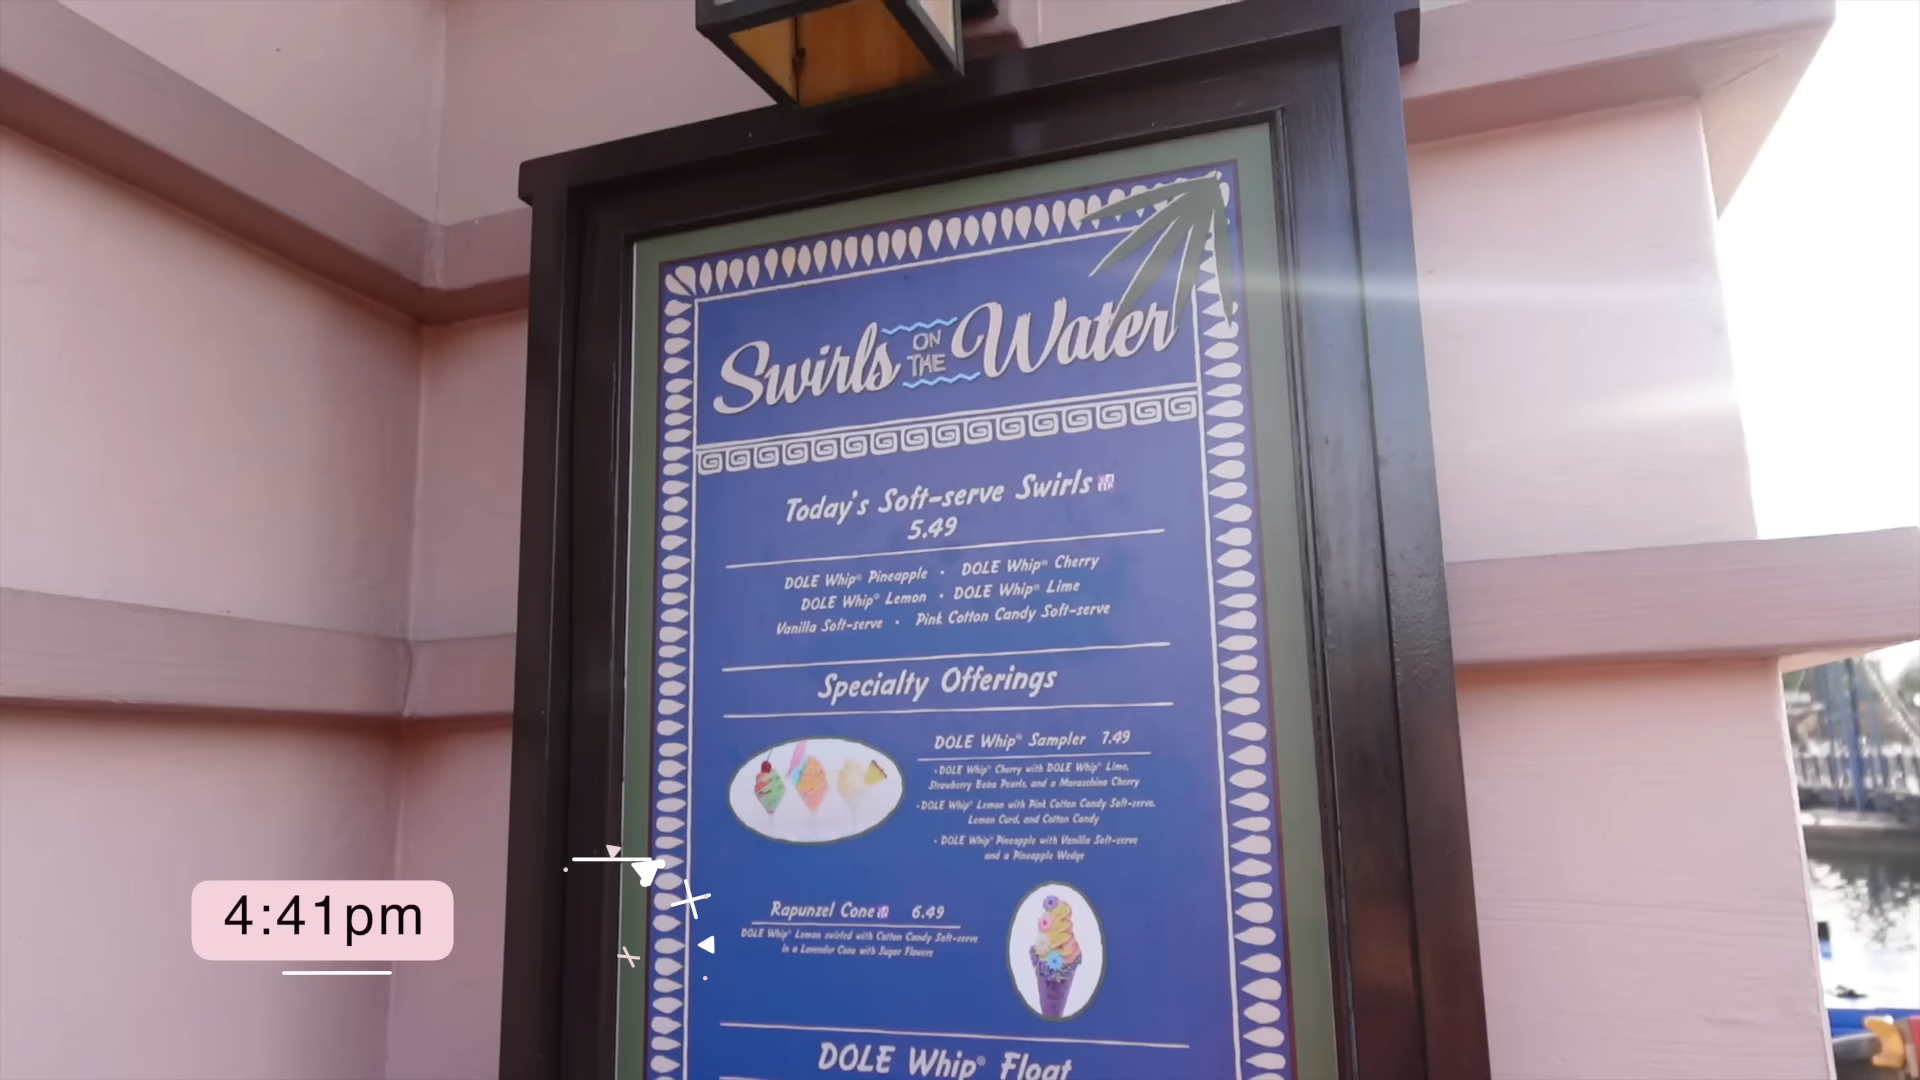 Swirls ON THE Water
Today's Soft-serve Swirls
5.49
DOLE Whip® Pineapple • DOLE Whip® Cherry
DOLE Whip® Lemon • DOLE Whip® Lime
Vanilla Soft-serve • Pink Cotton Candy Soft-serve
Specialty Offerings
DOLE Whip® Sampler 7.49
• DOLE Whip® Cherry with DOLE Whip® Lime,
Strawberry Boba Pearls, and a Maraschino Cherry
• DOLE Whip® Lemon with Pink Cotton Candy Soft-serve,
Lemon Curd, and Cotton Candy
• DOLE Whip® Pineapple with Vanilla Soft-serve
and a Pineapple Wedge
Rapunzel Cone 6.49
DOLE Whip® Lemon swirled with Cotton Candy Soft-serve
in a Lavender Cone with Sugar Flowers
DOLE Whip® Float
4:41pm